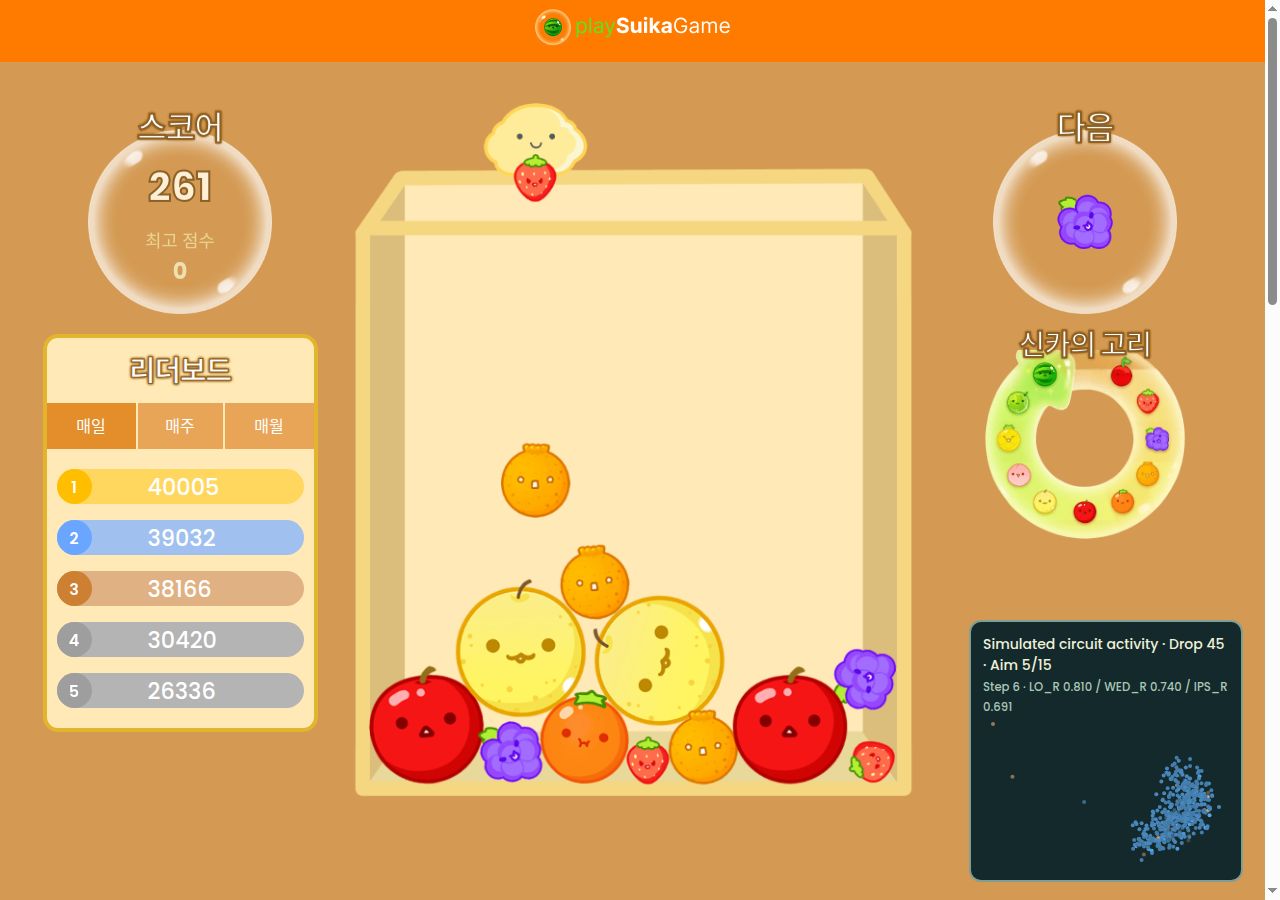 playSuikaGame
스코어
261
최고 점수
0
다음
신카의 고리
리더보드
매일 매주 매월
1 40005
2 39032
3 38166
4 30420
5 26336
Simulated circuit activity · Drop 45
· Aim 5/15
Step 6 · LO_R 0.810 / WED_R 0.740 / IPS_R
0.691